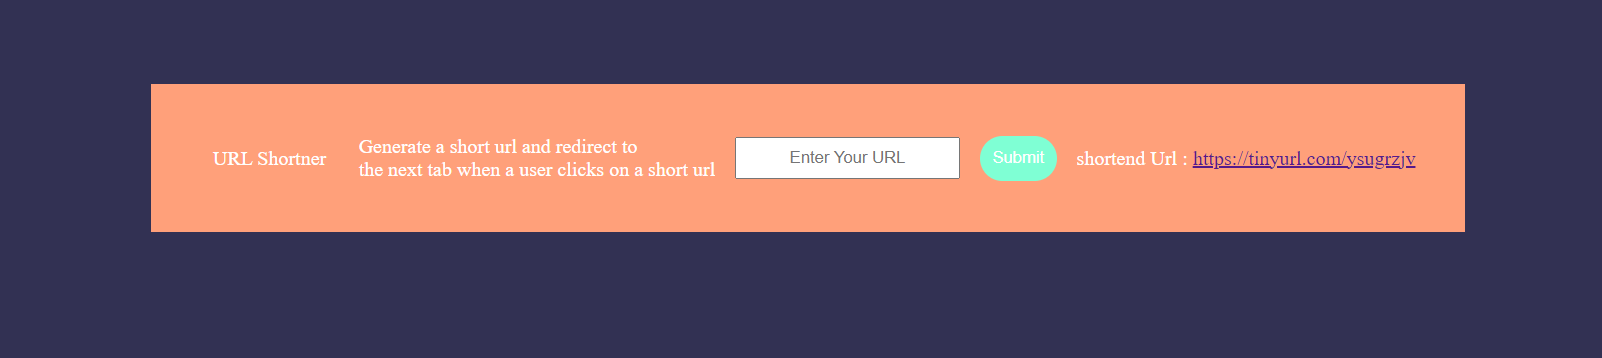 URL Shortner
Generate a short url and redirect to
the next tab when a user clicks on a short url
Enter Your URL
Submit
shortend Url : https://tinyurl.com/ysugrzjv